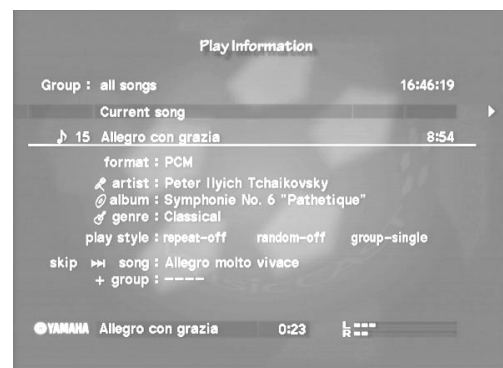 Play Information
Group : all songs 16:46:19
Current song
15 Allegro con grazia 8:54
format : PCM
artist : Peter Ilyich Tchaikovsky
album : Symphonie No. 6 "Pathetique"
genre : Classical
play style : repeat-off random-off group-single
skip song : Allegro molto vivace
+ group : ----
YAMAHA Allegro con grazia 0:23 L
R